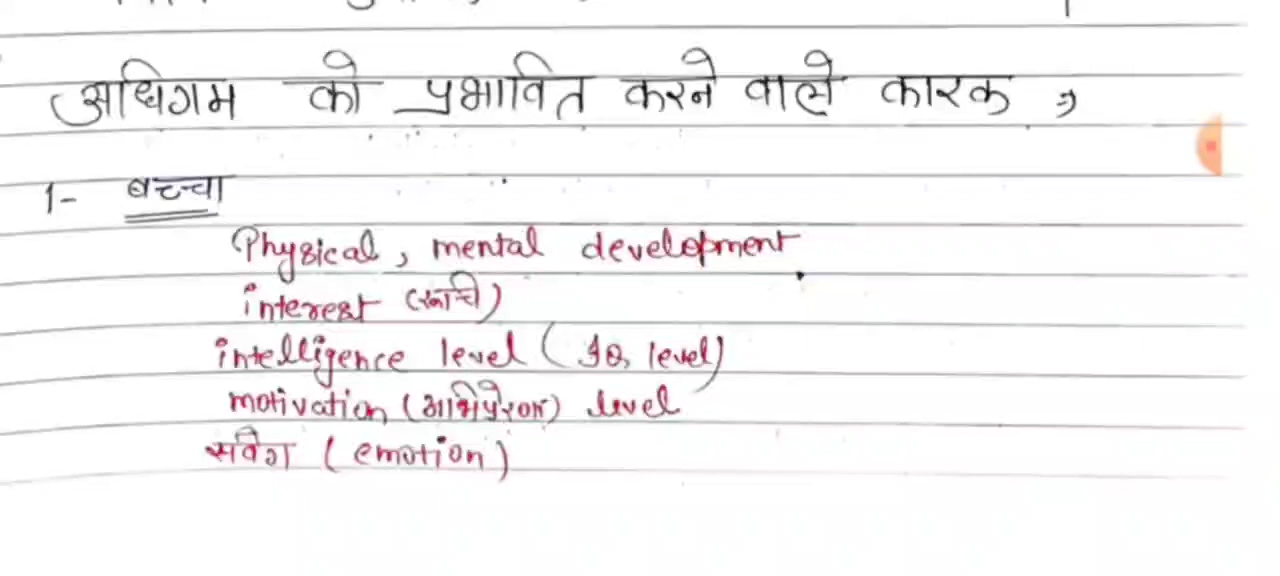 अधिगम को प्रभावित करने वाले कारक ⇒
1- बच्चा
Physical, mental development
interest (रूचि)
intelligence level (IQ level)
motivation (अभिप्रेरणा) level
संवेग (emotion)